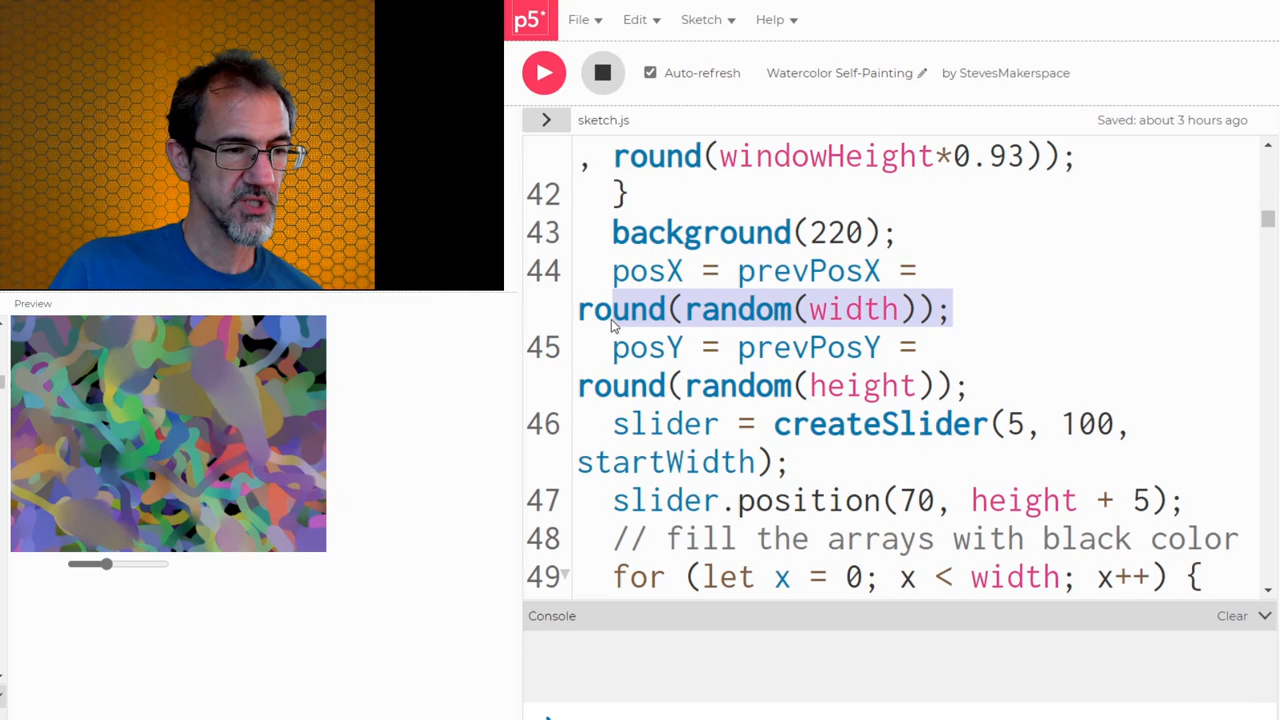 p5*
File
Edit
Sketch
Help
Auto-refresh
Watercolor Self-Painting
by StevesMakerspace
sketch.js
Saved: about 3 hours ago
, round(windowHeight*0.93));
42 }
43 background(220);
44 posX = prevPosX =
round(random(width));
45 posY = prevPosY =
round(random(height));
46 slider = createSlider(5, 100,
startWidth);
47 slider.position(70, height + 5);
48 // fill the arrays with black color
49 for (let x = 0; x < width; x++) {
Preview
Console
Clear